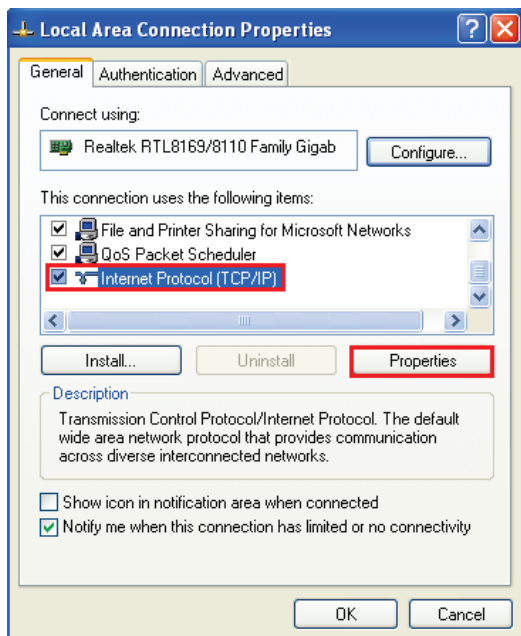 Local Area Connection Properties
General Authentication Advanced
Connect using:
Realtek RTL8169/8110 Family Gigab Configure...
This connection uses the following items:
File and Printer Sharing for Microsoft Networks
QoS Packet Scheduler
Internet Protocol (TCP/IP)
Install... Uninstall Properties
Description
Transmission Control Protocol/Internet Protocol. The default
wide area network protocol that provides communication
across diverse interconnected networks.
Show icon in notification area when connected
Notify me when this connection has limited or no connectivity
OK Cancel